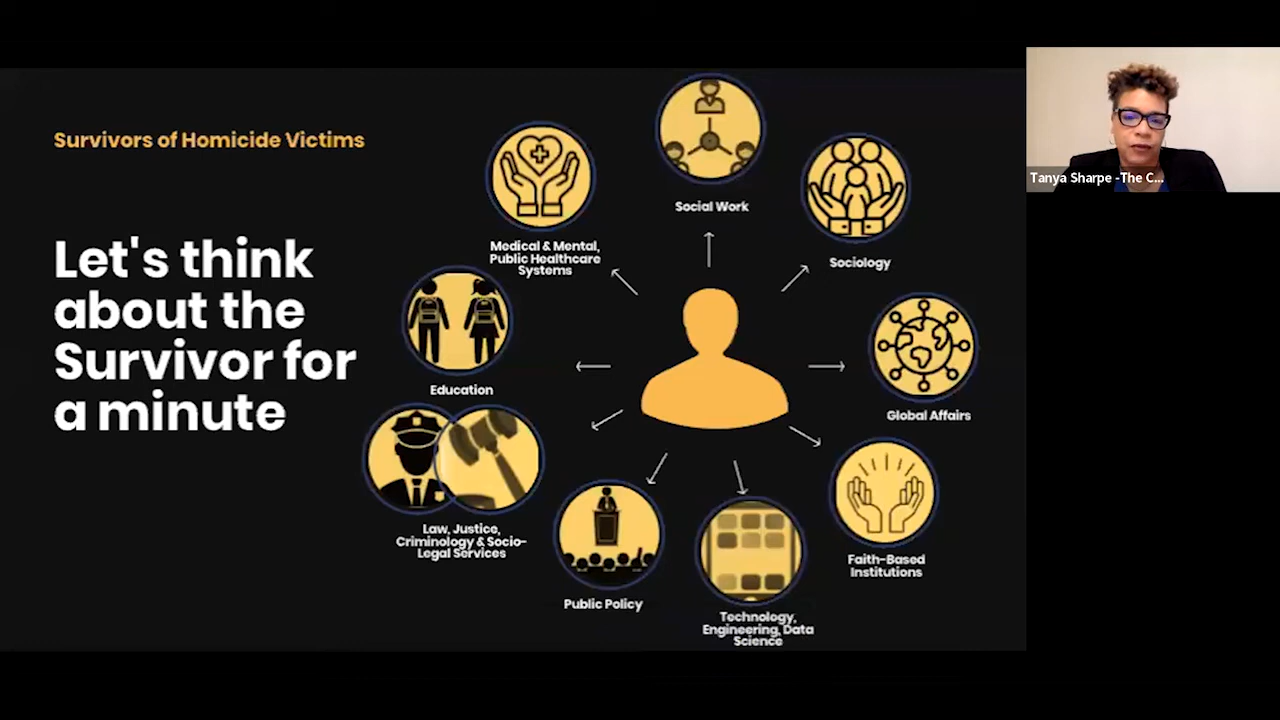 Survivors of Homicide Victims
Let's think
about the
Survivor for
a minute
Social Work
Medical & Mental,
Public Healthcare
Systems
Sociology
Education
Global Affairs
Law, Justice,
Criminology & Socio-
Legal Services
Faith-Based
Institutions
Public Policy
Technology,
Engineering, Data
Science
Tanya Sharpe -The C...